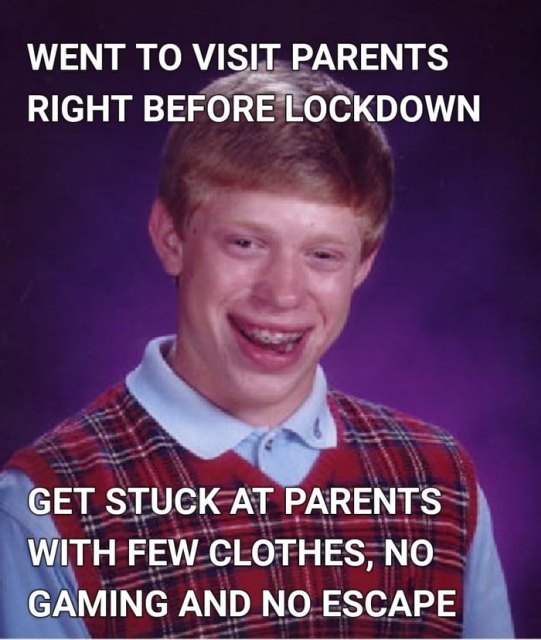 WENT TO VISIT PARENTS
RIGHT BEFORE LOCKDOWN
GET STUCK AT PARENTS
WITH FEW CLOTHES, NO
GAMING AND NO ESCAPE